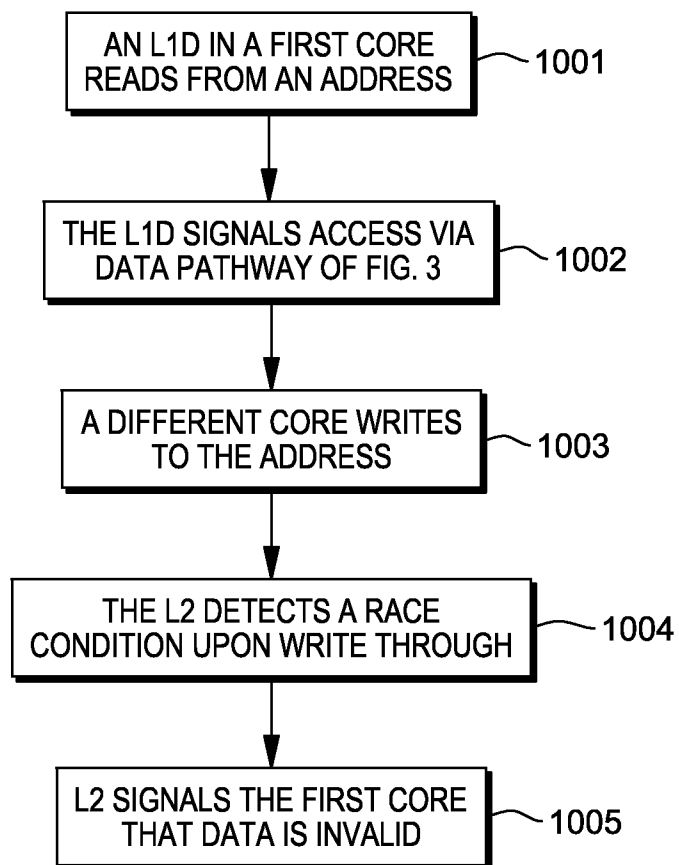 AN L1D IN A FIRST CORE
READS FROM AN ADDRESS
1001
THE L1D SIGNALS ACCESS VIA
DATA PATHWAY OF FIG. 3
1002
A DIFFERENT CORE WRITES
TO THE ADDRESS
1003
THE L2 DETECTS A RACE
CONDITION UPON WRITE THROUGH
1004
L2 SIGNALS THE FIRST CORE
THAT DATA IS INVALID
1005